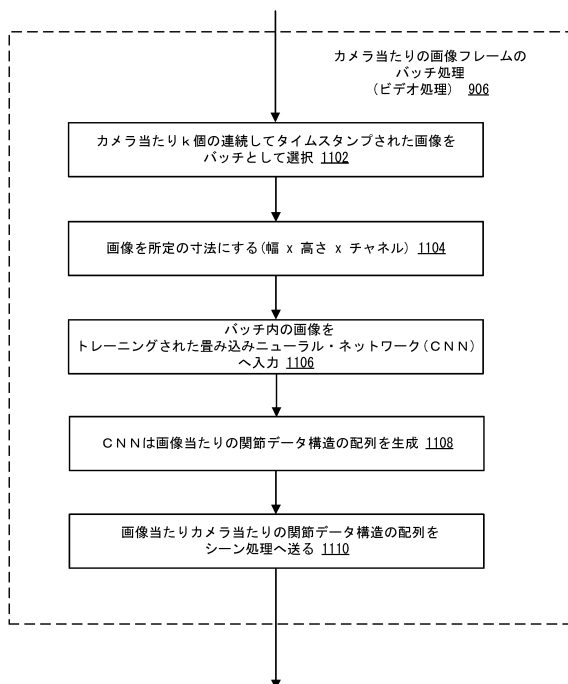 カメラ当たりの画像フレームの
バッチ処理
(ビデオ処理) 906
カメラ当たりk個の連続してタイムスタンプされた画像を
バッチとして選択 1102
画像を所定の寸法にする(幅 x 高さ x チャネル) 1104
バッチ内の画像を
トレーニングされた畳み込みニューラル・ネットワーク(CNN)
へ入力 1106
CNNは画像当たりの関節データ構造の配列を生成 1108
画像当たりカメラ当たりの関節データ構造の配列を
シーン処理へ送る 1110